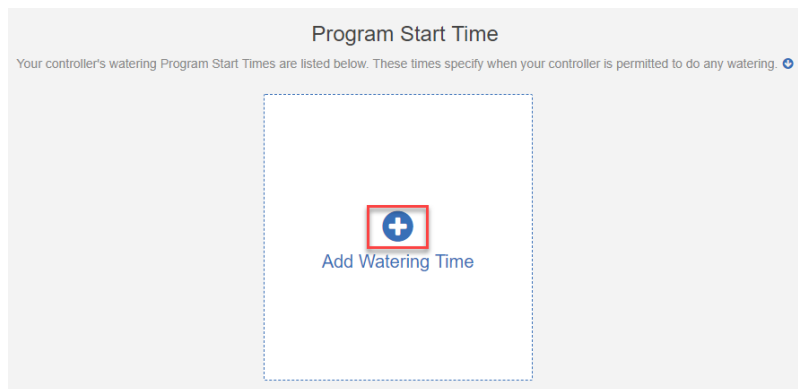 Program Start Time
Your controller's watering Program Start Times are listed below. These times specify when your controller is permitted to do any watering.
Add Watering Time